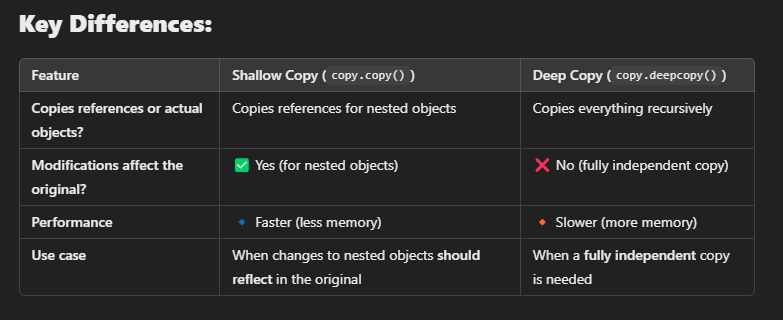 Key Differences:
Feature
Shallow Copy ( copy.copy() )
Deep Copy ( copy.deepcopy() )
Copies references or actual
objects?
Copies references for nested objects
Copies everything recursively
Modifications affect the
original?
✅ Yes (for nested objects)
❌ No (fully independent copy)
Performance
🔹 Faster (less memory)
🔸 Slower (more memory)
Use case
When changes to nested objects should
reflect in the original
When a fully independent copy
is needed